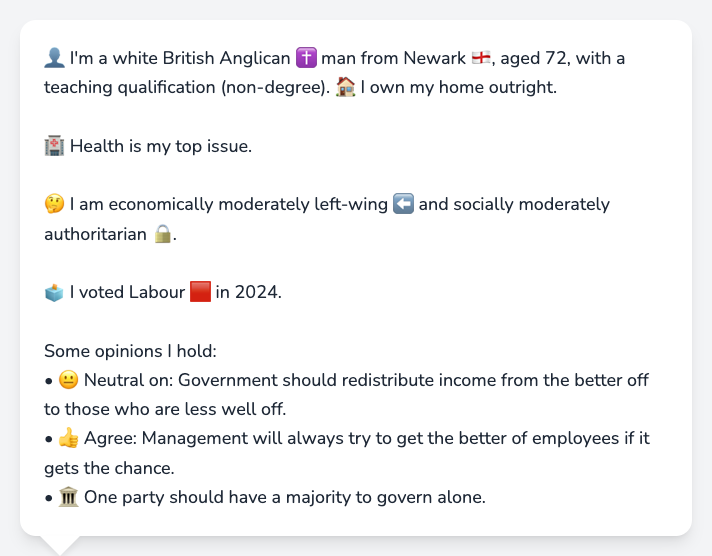 👤 I'm a white British Anglican ✝️ man from Newark 🏴󠁧󠁢󠁥󠁮󠁧󠁿, aged 72, with a
teaching qualification (non-degree). 🏠 I own my home outright.
🏥 Health is my top issue.
🤔 I am economically moderately left-wing ⬅️ and socially moderately
authoritarian 🔒.
🗳️ I voted Labour 🟥 in 2024.
Some opinions I hold:
• 😐 Neutral on: Government should redistribute income from the better off
to those who are less well off.
• 👍 Agree: Management will always try to get the better of employees if it
gets the chance.
• 🏛️ One party should have a majority to govern alone.